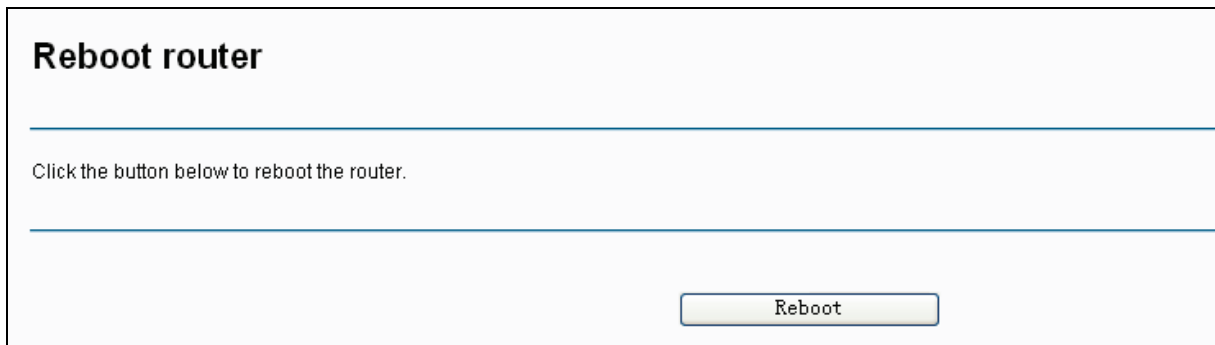 Reboot router
Click the button below to reboot the router.
Reboot